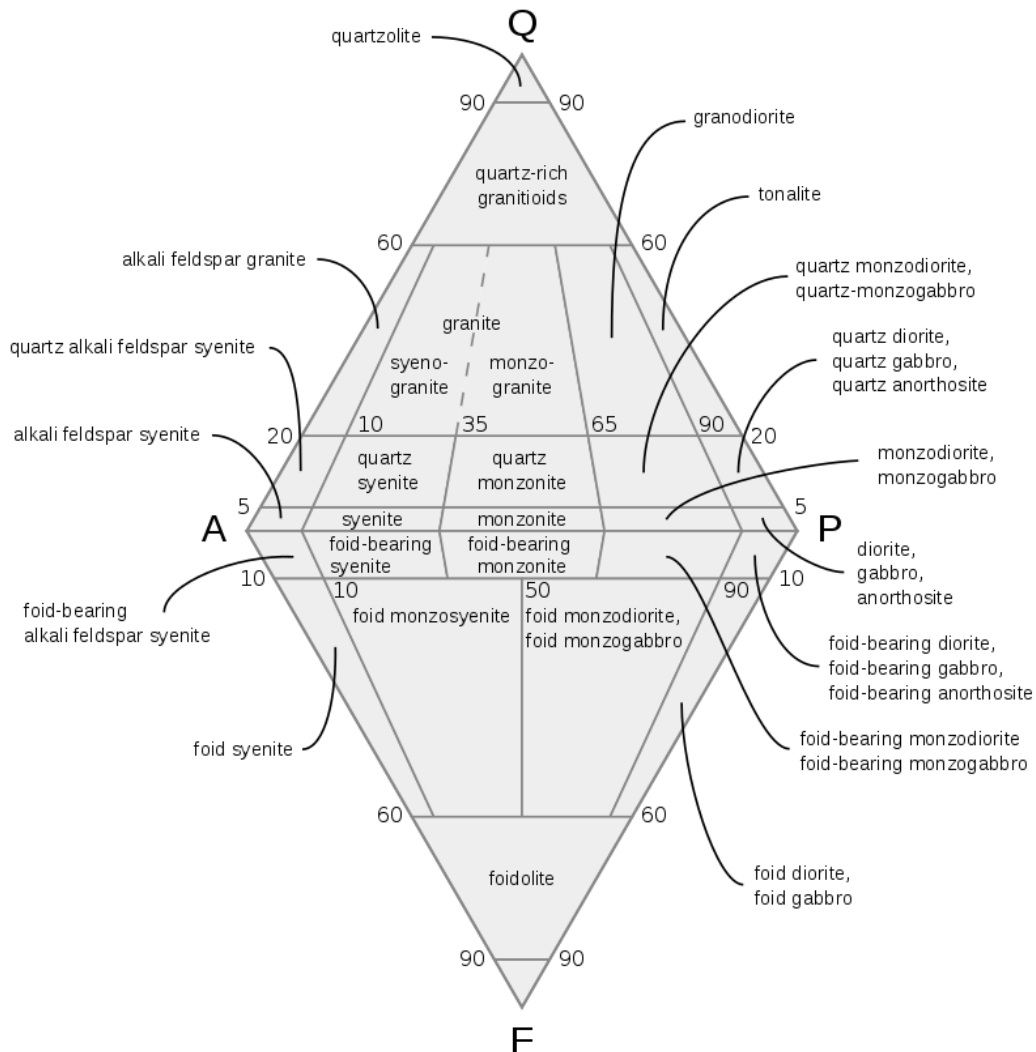 Q
quartzolite
90
90
granodiorite
quartz-rich
granitioids
tonalite
60
60
alkali feldspar granite
quartz monzodiorite,
quartz-monzogabbro
granite
quartz alkali feldspar syenite
syeno-
granite
monzo-
granite
quartz diorite,
quartz gabbro,
quartz anorthosite
alkali feldspar syenite
20
10
35
65
90
20
quartz
syenite
quartz
monzonite
monzodiorite,
monzogabbro
5
5
A
syenite
monzonite
P
foid-bearing
syenite
foid-bearing
monzonite
diorite,
gabbro,
anorthosite
10
10
50
90
10
foid-bearing
alkali feldspar syenite
foid monzosyenite
foid monzodiorite,
foid monzogabbro
foid-bearing diorite,
foid-bearing gabbro,
foid-bearing anorthosite
foid syenite
foid-bearing monzodiorite
foid-bearing monzogabbro
60
60
foidolite
foid diorite,
foid gabbro
90
90
F